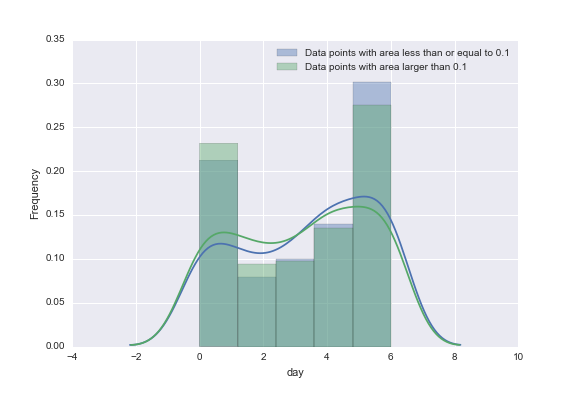 Data points with area less than or equal to 0.1
Data points with area larger than 0.1
0.35
0.30
0.25
0.20
0.15
0.10
0.05
0.00
Frequency
−4 −2 0 2 4 6 8 10
day